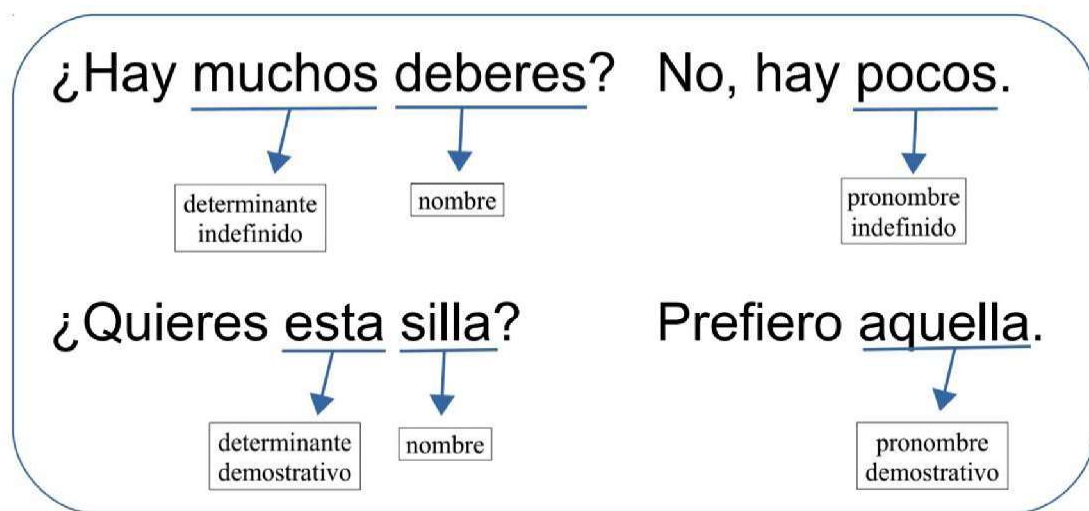 ¿Hay muchos deberes? No, hay pocos.
determinante
indefinido
nombre
pronombre
indefinido
¿Quieres esta silla? Prefiero aquella.
determinante
demostrativo
nombre
pronombre
demostrativo